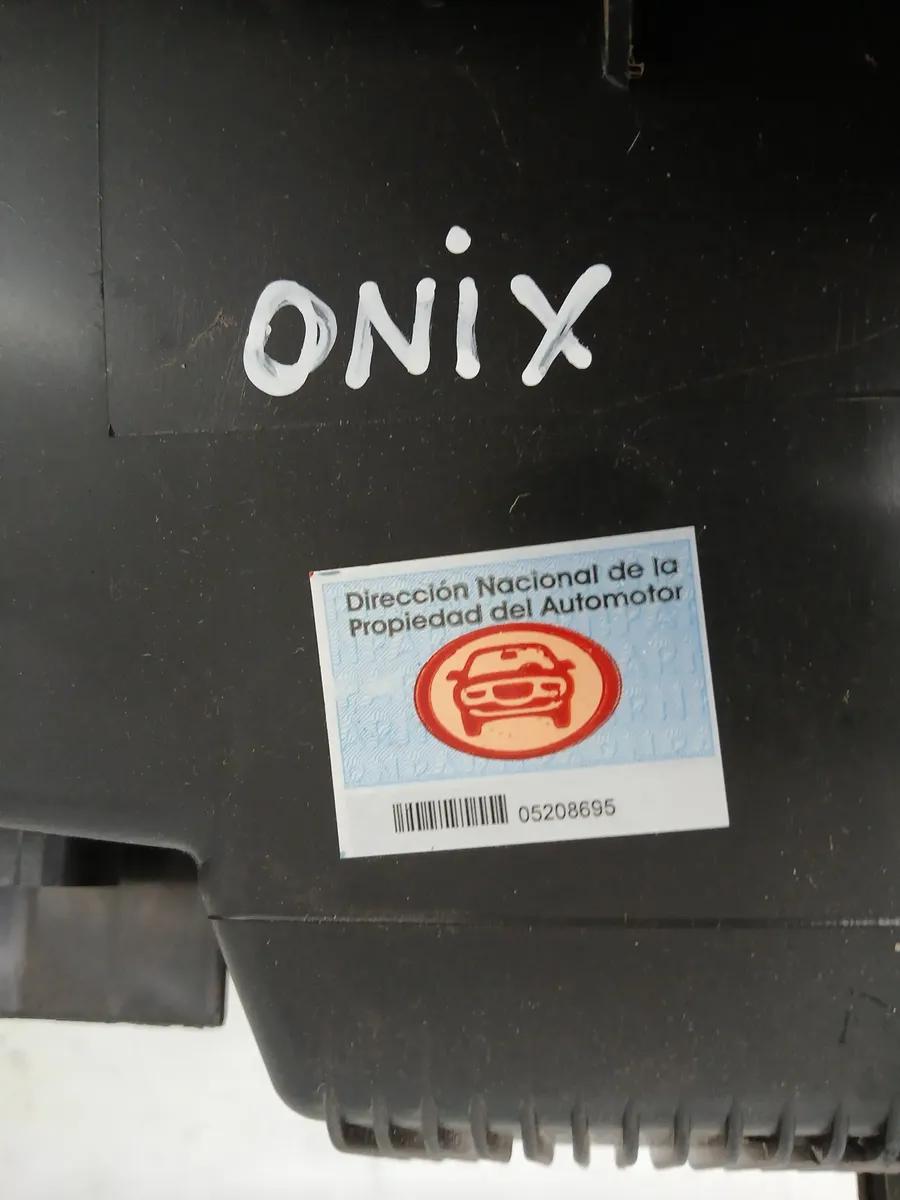 ONiX
Dirección Nacional de la
Propiedad del Automotor
05208695